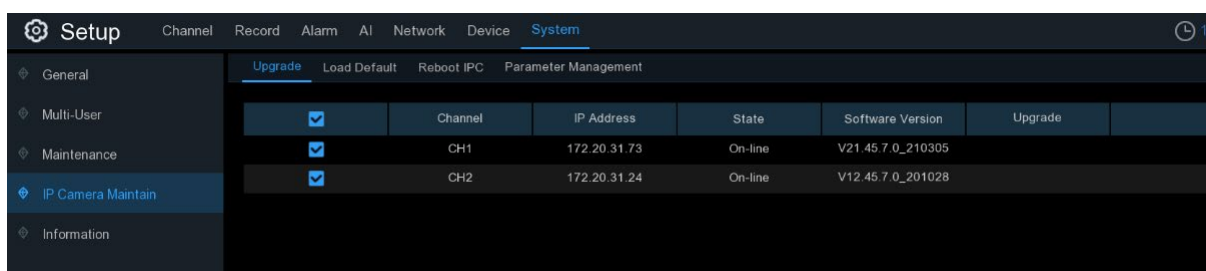 Setup Channel Record Alarm AI Network Device System 1
General
Multi-User
Maintenance
IP Camera Maintain
Information
Upgrade Load Default Reboot IPC Parameter Management
Channel IP Address State Software Version Upgrade
CH1 172.20.31.73 On-line V21.45.7.0_210305
CH2 172.20.31.24 On-line V12.45.7.0_201028